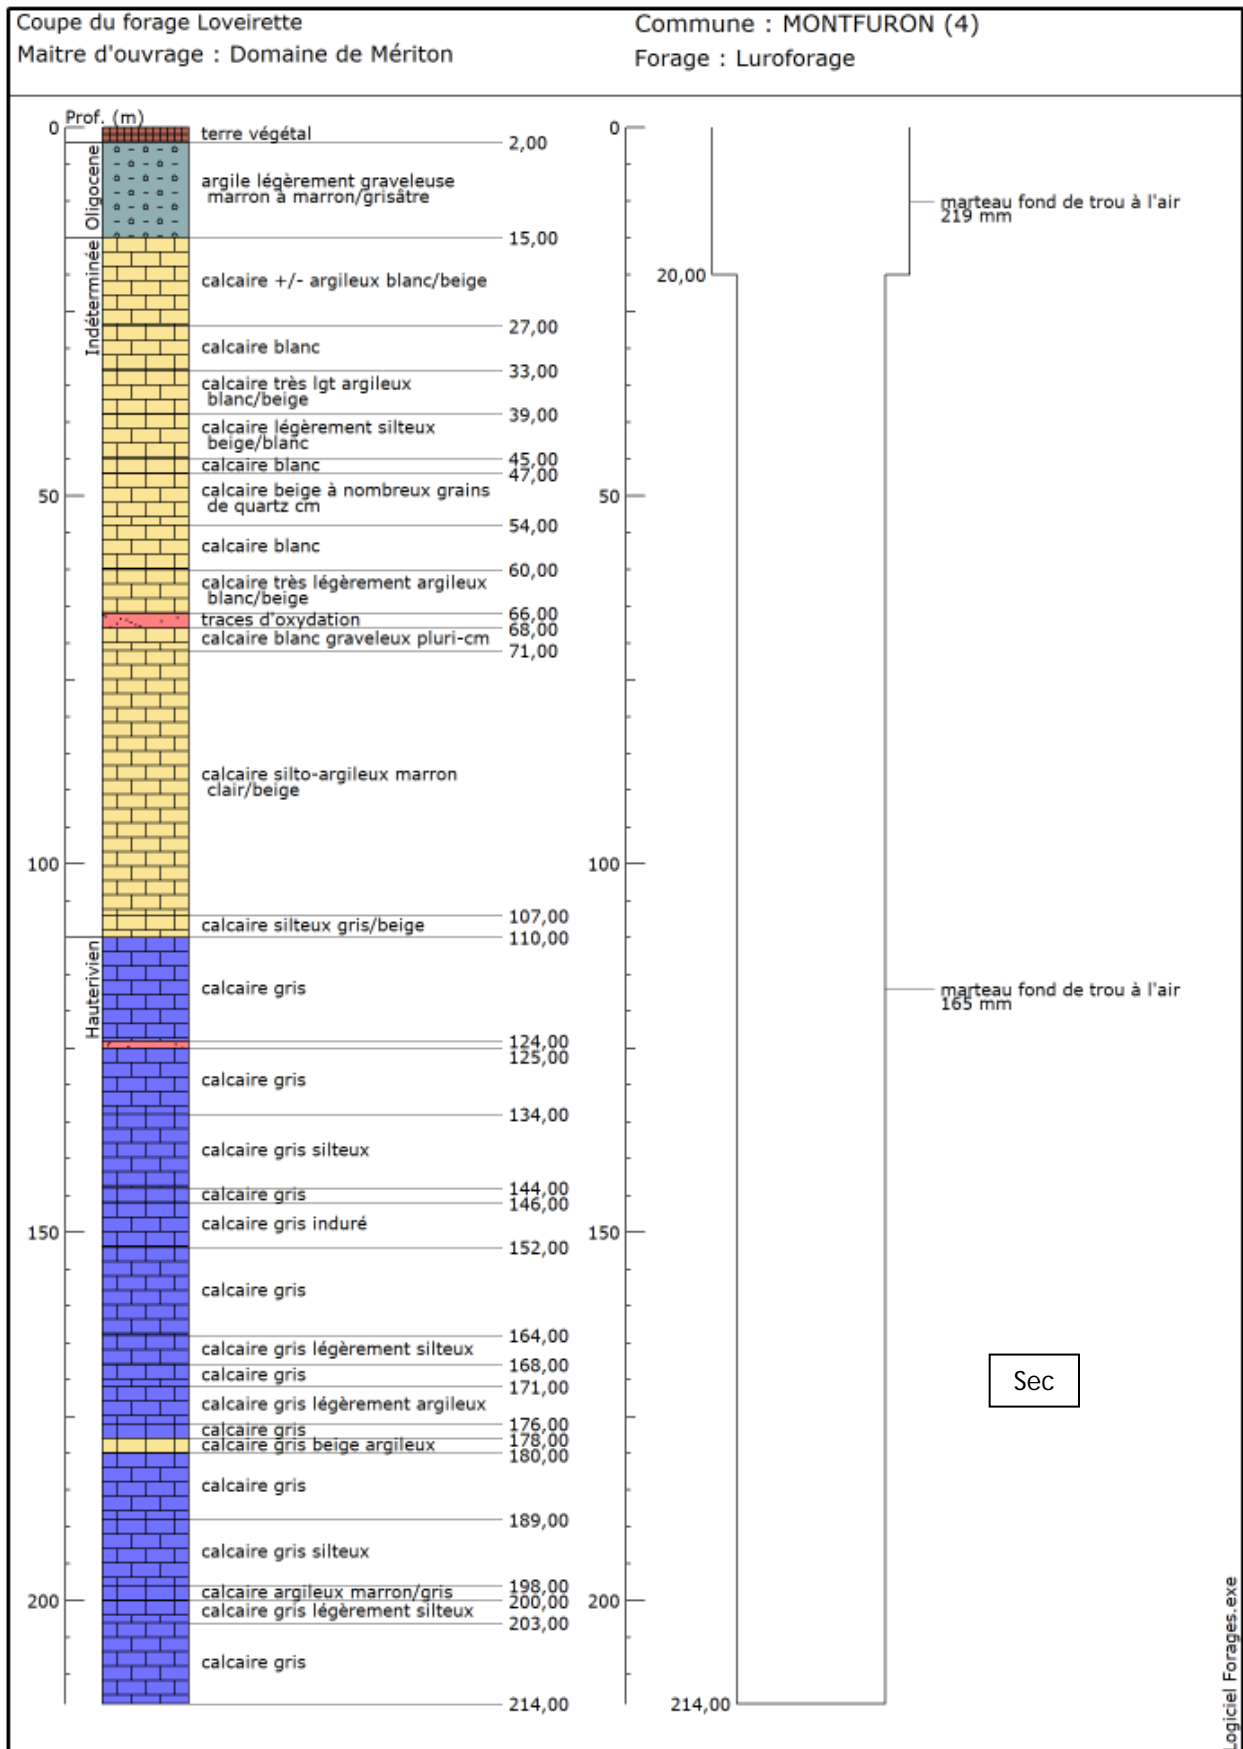 Coupe du forage Loveirette
Maitre d'ouvrage : Domaine de Mériton
Commune : MONTFURON (4)
Forage : Luroforage
Prof. (m)
0
terre végétal
2,00
Oligocene
argile légèrement graveleuse
marron à marron/grisâtre
15,00
Indéterminée
calcaire +/- argileux blanc/beige
27,00
calcaire blanc
33,00
calcaire très lgt argileux
blanc/beige
39,00
calcaire légèrement silteux
beige/blanc
45,00
calcaire blanc
47,00
50
calcaire beige à nombreux grains
de quartz cm
54,00
calcaire blanc
60,00
calcaire très légèrement argileux
blanc/beige
66,00
traces d'oxydation
68,00
calcaire blanc graveleux pluri-cm
71,00
calcaire silto-argileux marron
clair/beige
100
107,00
calcaire silteux gris/beige
110,00
Hauterivien
calcaire gris
124,00
125,00
calcaire gris
134,00
calcaire gris silteux
144,00
calcaire gris
146,00
calcaire gris induré
150
152,00
calcaire gris
164,00
calcaire gris légèrement silteux
168,00
calcaire gris
171,00
calcaire gris légèrement argileux
176,00
calcaire gris
178,00
calcaire gris beige argileux
180,00
calcaire gris
189,00
calcaire gris silteux
198,00
calcaire argileux marron/gris
200
200,00
calcaire gris légèrement silteux
203,00
calcaire gris
214,00
0
marteau fond de trou à l'air
219 mm
20,00
50
100
marteau fond de trou à l'air
165 mm
150
Sec
200
214,00
Logiciel Forages.exe